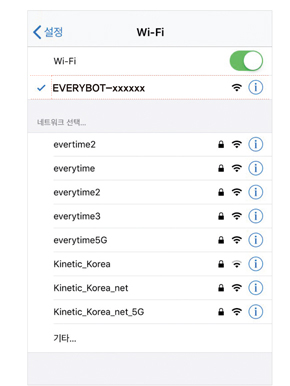 설정
Wi-Fi
Wi-Fi
EVERYBOT-xxxxxx
네트워크 선택...
evertime2
everytime
everytime2
everytime3
everytime5G
Kinetic_Korea
Kinetic_Korea_net
Kinetic_Korea_net_5G
기타...